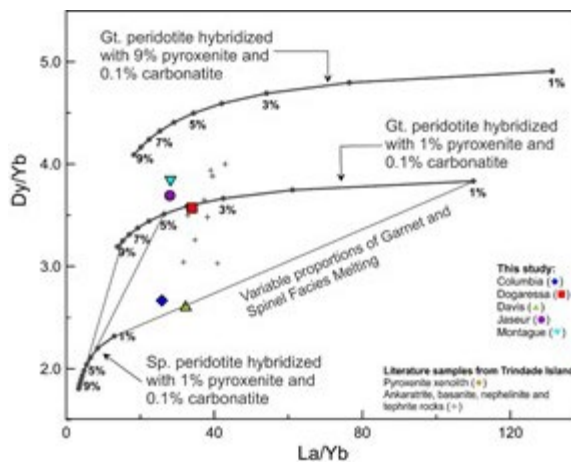 Gt. peridotite hybridized
with 9% pyroxenite and
0.1% carbonatite
5.0
1%
3%
5%
7%
9%
Gt. peridotite hybridized
with 1% pyroxenite and
0.1% carbonatite
4.0
Dy/Yb
1%
3%
5%
7%
9%
3.0
Variable proportions of Garnet and
Spinel Facies Melting
This study:
Columbia ( )
Dogaressa ( )
Davis ( )
Jaseur ( )
Montague ( )
1%
5%
9%
2.0
Sp. peridotite hybridized
with 1% pyroxenite and
0.1% carbonatite
Literature samples from Trindade Island
Pyroxenite xenolith ( )
Ankaratrite, basanite, nephelinite and
tephrite rocks (+)
0
40
80
120
La/Yb